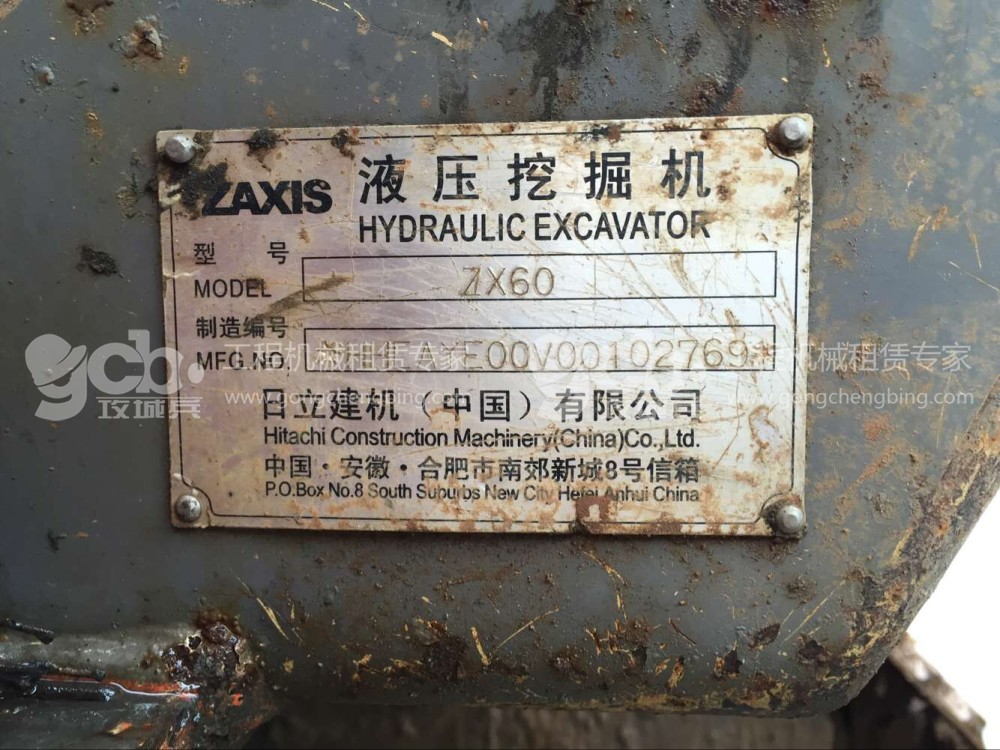 ZAXIS 液压挖掘机
HYDRAULIC EXCAVATOR
型号
MODEL ZX60
制造编号
MFG.NO.
日立建机（中国）有限公司
Hitachi Construction Machinery(China)Co.,Ltd.
中国·安徽·合肥市南郊新城8号信箱
P.O.Box No.8 South Suburbs New City Hefei Anhui China
gcb
攻城兵
工程机械租赁专家
www.gongchengbing.com
机械租赁专家
gongchengbing.com